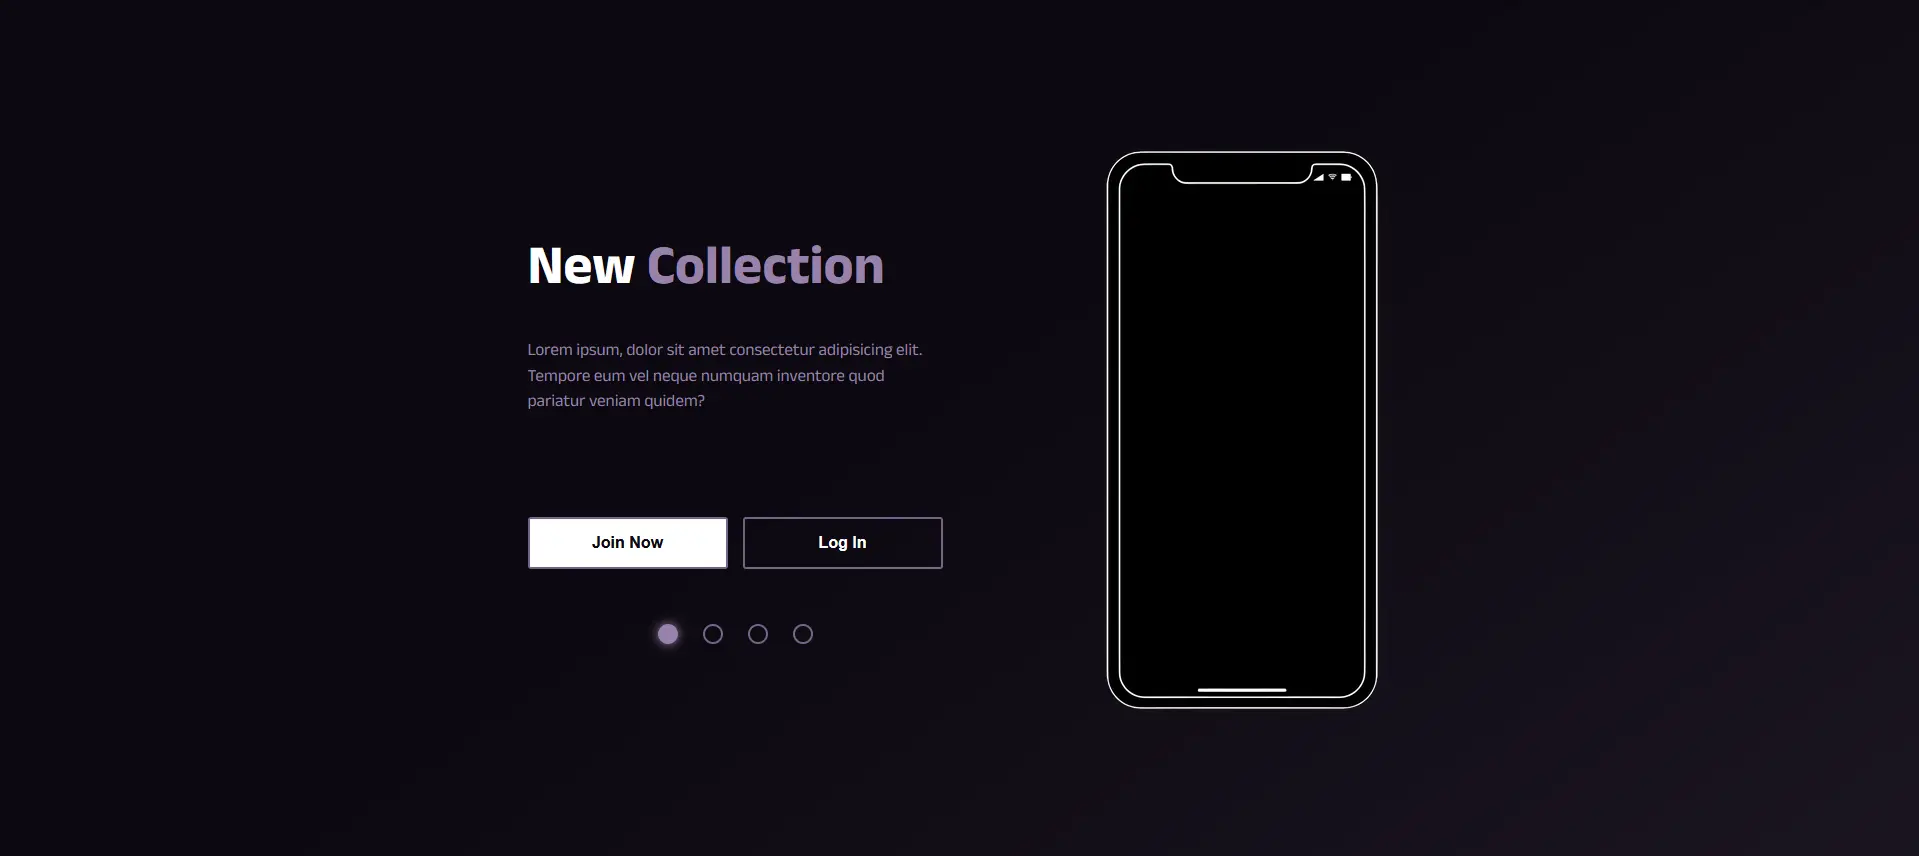 New Collection
Lorem ipsum, dolor sit amet consectetur adipisicing elit.
Tempore eum vel neque numquam inventore quod
pariatur veniam quidem?
Join Now
Log In